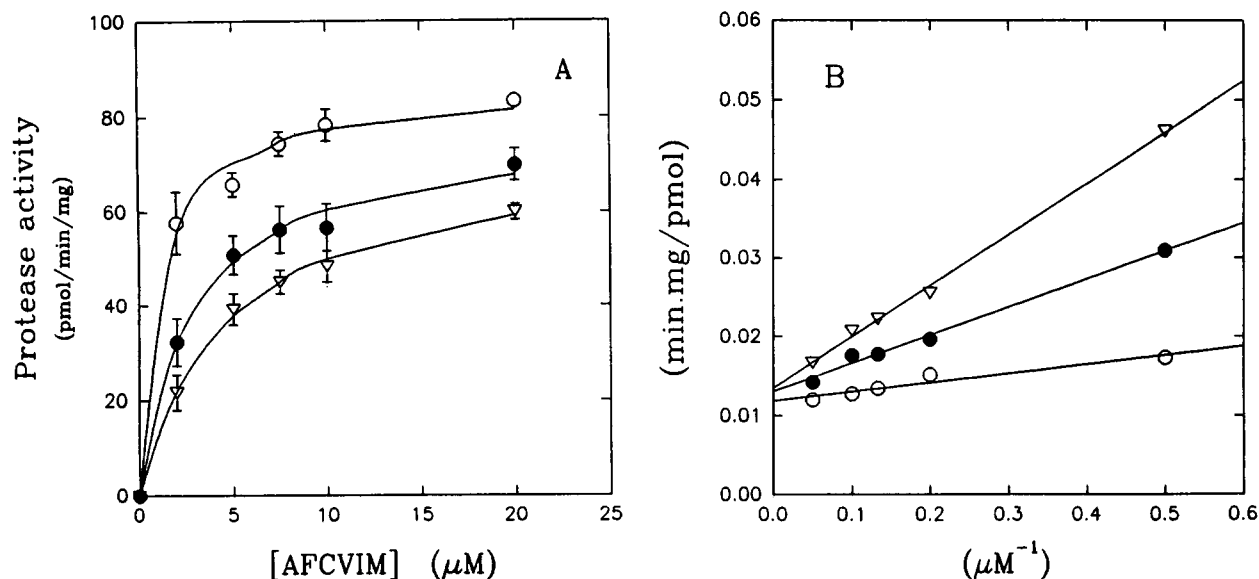 A
100
80
60
40
20
0
0 5 10 15 20 25
Protease activity
(pmol/min/mg)
[AFCVIM] (μM)
B
0.06
0.05
0.04
0.03
0.02
0.01
0.00
0.0 0.1 0.2 0.3 0.4 0.5 0.6
(min.mg/pmol)
(μM⁻¹)